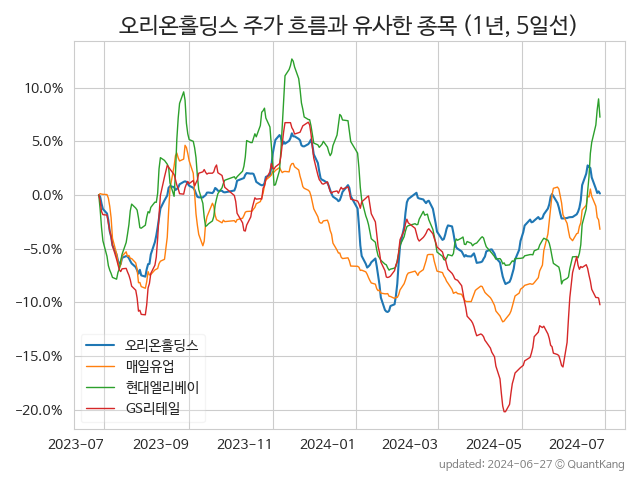 오리온홀딩스 주가 흐름과 유사한 종목 (1년, 5일선)
10.0%
5.0%
0.0%
−5.0%
−10.0%
−15.0%
−20.0%
오리온홀딩스
매일유업
현대엘리베이
GS리테일
2023-07 2023-09 2023-11 2024-01 2024-03 2024-05 2024-07
updated: 2024-06-27 © QuantKang